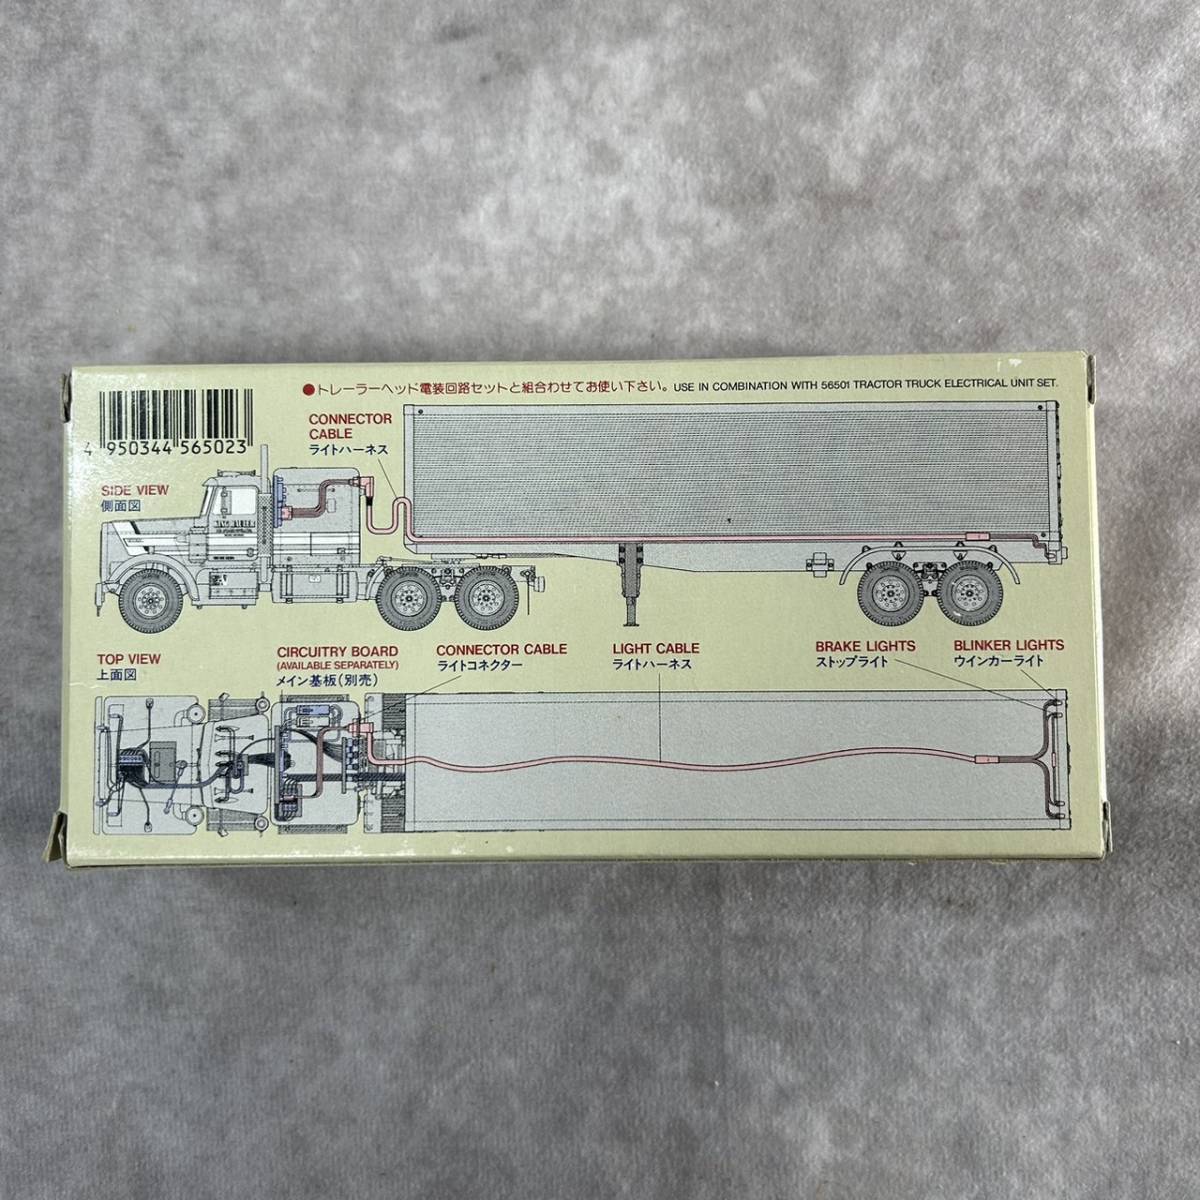 ●トレーラーヘッド電装回路セットと組合わせてお使い下さい。 USE IN COMBINATION WITH 56501 TRACTOR TRUCK ELECTRICAL UNIT SET.
4 950344 565023
CONNECTOR
CABLE
ライトハーネス
SIDE VIEW
側面図
TOP VIEW
上面図
CIRCUITRY BOARD
(AVAILABLE SEPARATELY)
メイン基板(別売)
CONNECTOR CABLE
ライトコネクター
LIGHT CABLE
ライトハーネス
BRAKE LIGHTS
ストップライト
BLINKER LIGHTS
ウインカーライト